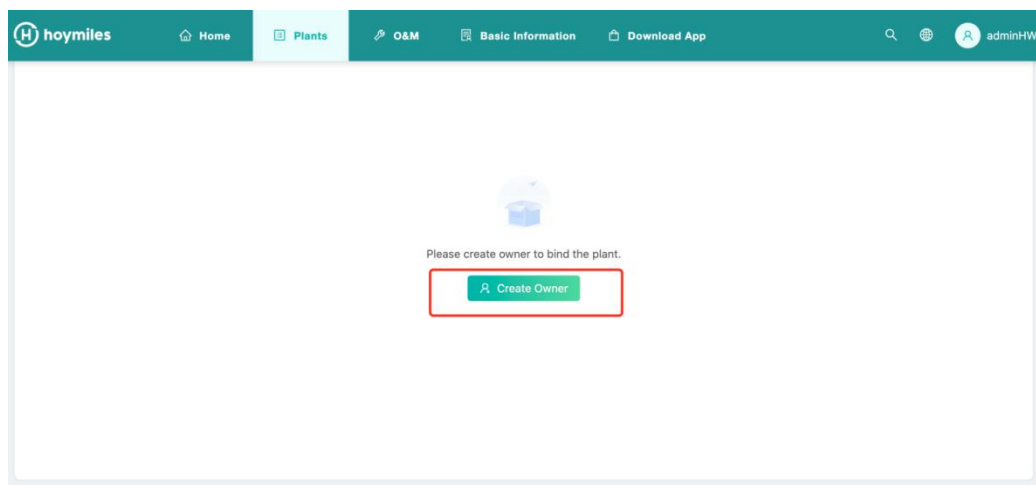 hoymiles Home Plants O&M Basic Information Download App adminHW
Please create owner to bind the plant.
Create Owner